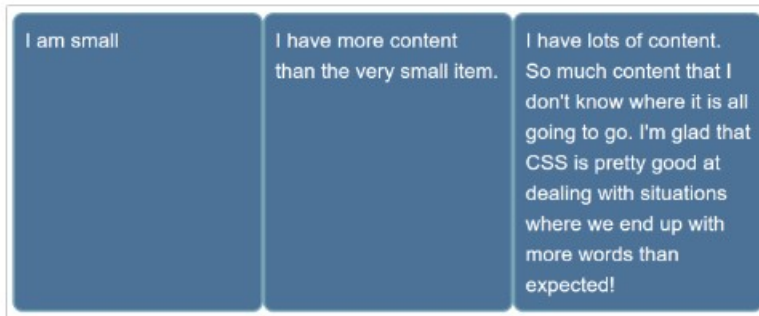 I am small
I have more content
than the very small item.
I have lots of content.
So much content that I
don't know where it is all
going to go. I'm glad that
CSS is pretty good at
dealing with situations
where we end up with
more words than
expected!